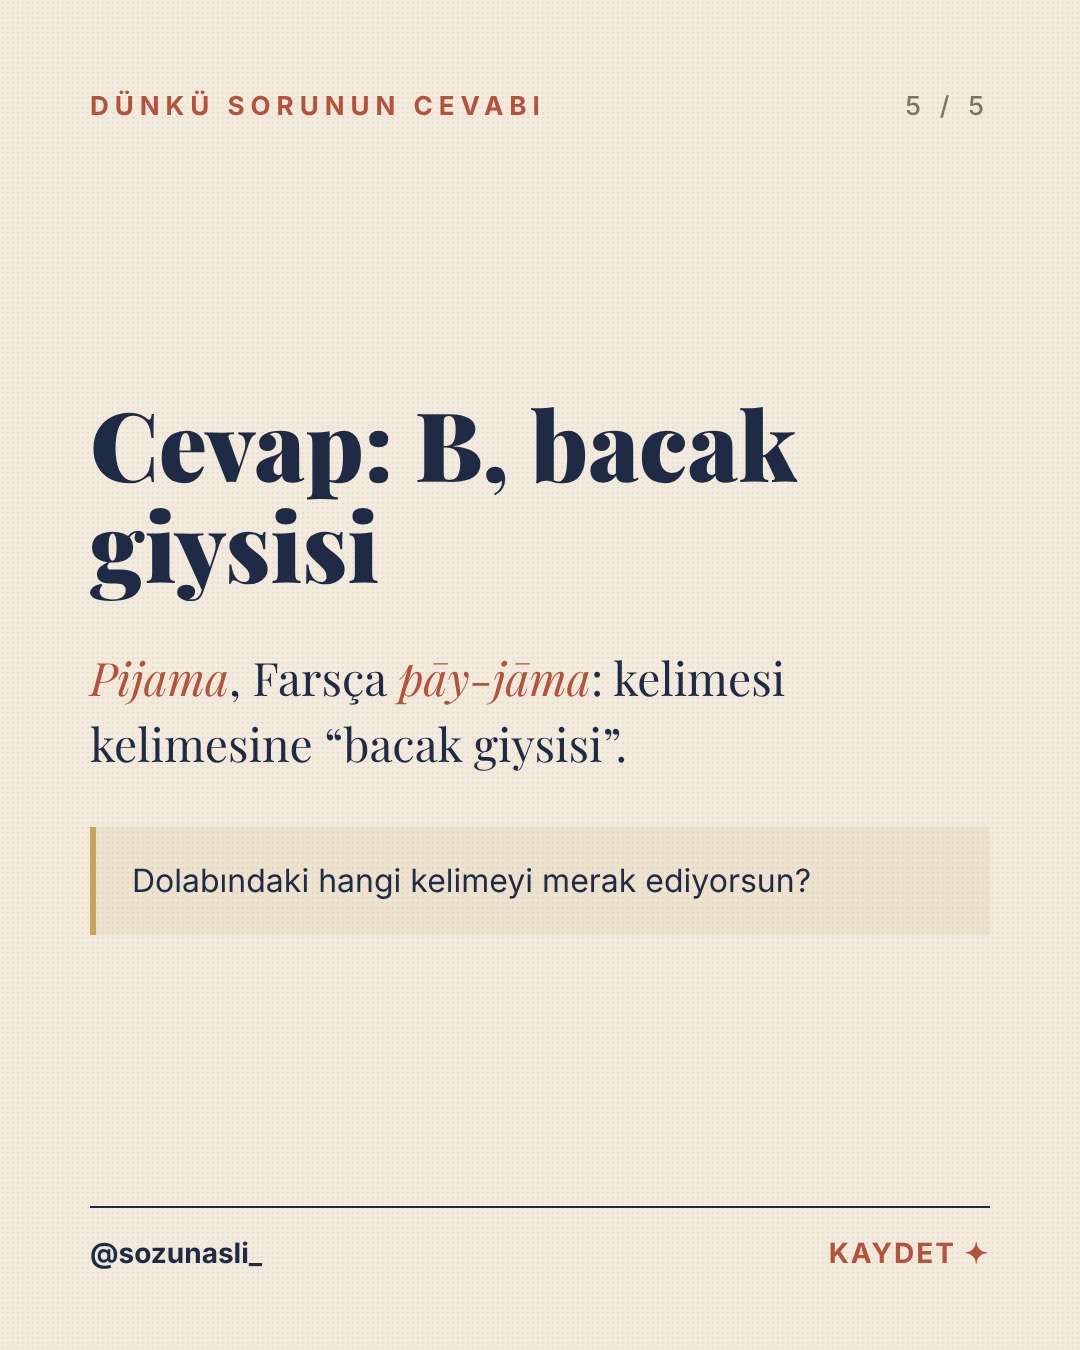 DÜNKÜ SORUNUN CEVABI
5 / 5
Cevap: B, bacak
giysisi
Pijama, Farsça pāy-jāma: kelimesi
kelimesine “bacak giysisi”.
Dolabındaki hangi kelimeyi merak ediyorsun?
@sozunasli_
KAYDET ✦